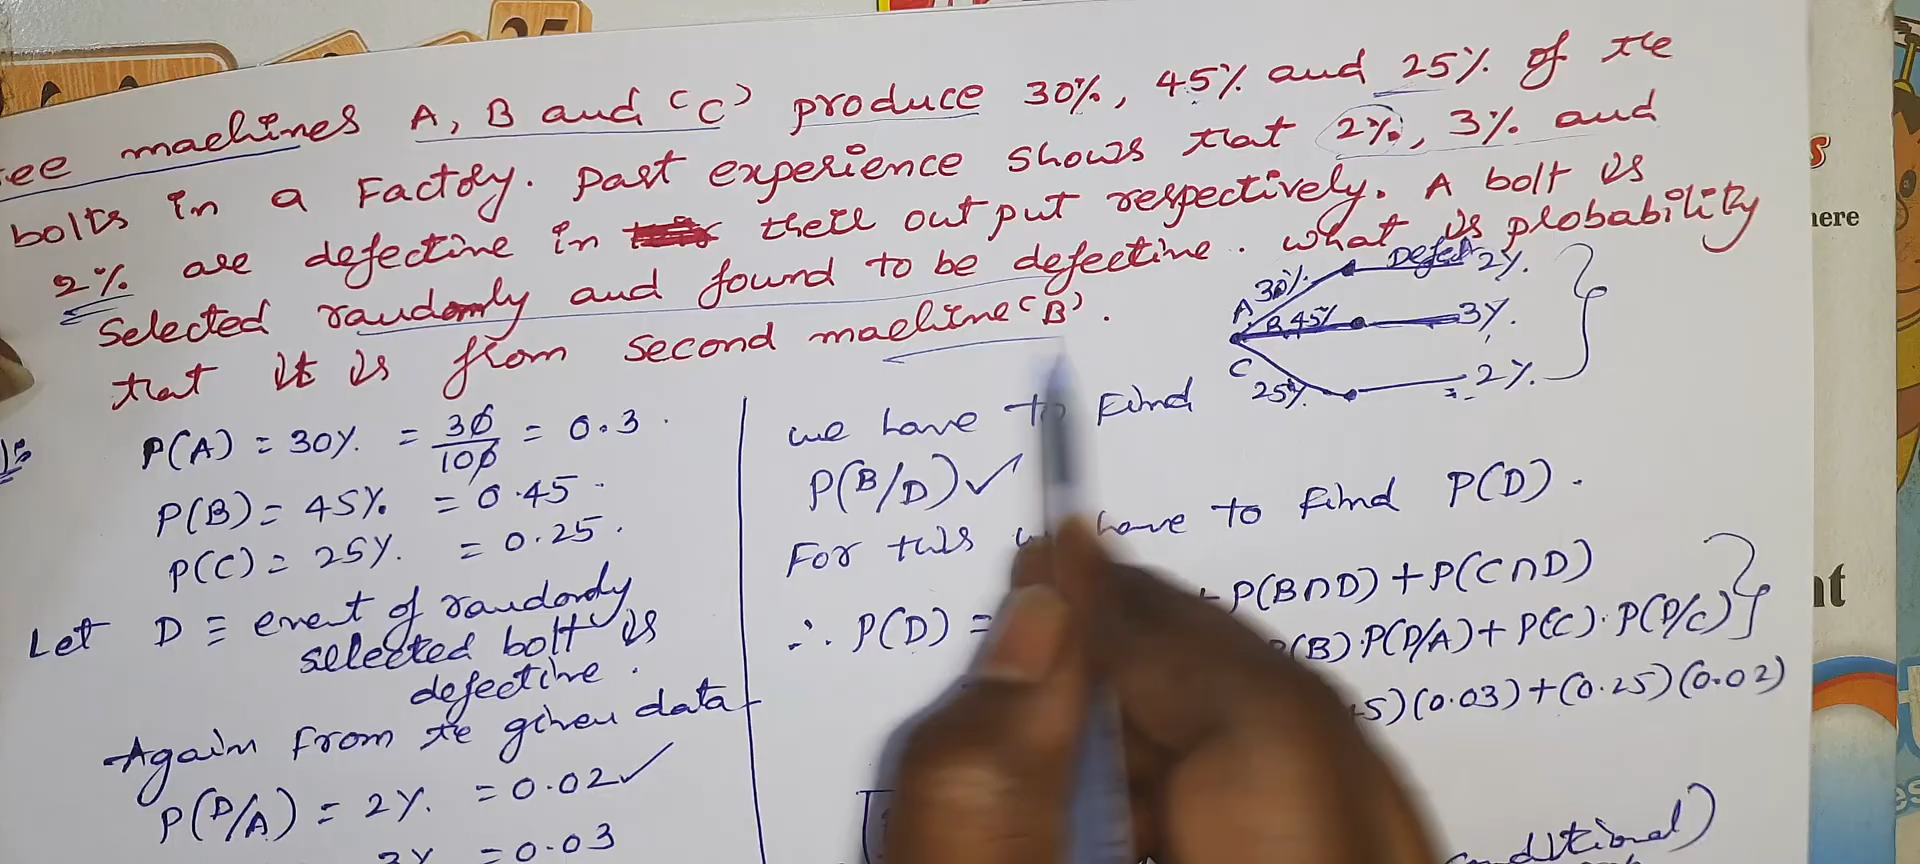 machines A, B and 'C' produce 30%, 45% and 25% of the
bolts in a Factory. Past experience shows that 2%, 3% and
2% are defective in their output respectively. A bolt is
selected randomly and found to be defective. what is probability
that it is from second machine 'B'.
A 30% Defect 2%.
B 45% 3%.
C 25% 2%.
P(A) = 30%. = 30/100 = 0.3.
P(B) = 45%. = 0.45.
P(C) = 25%. = 0.25.
Let D ≡ event of randomly
selected bolt is
defective.
Again from the given data
P(D/A) = 2%. = 0.02✓
3% = 0.03
we have to find
P(B/D)✓
For this have to find P(D).
∴ P(D) = P(B∩D) + P(C∩D)
P(B).P(D/A) + P(C).P(D/C)}
5)(0.03)+(0.25)(0.02)
here